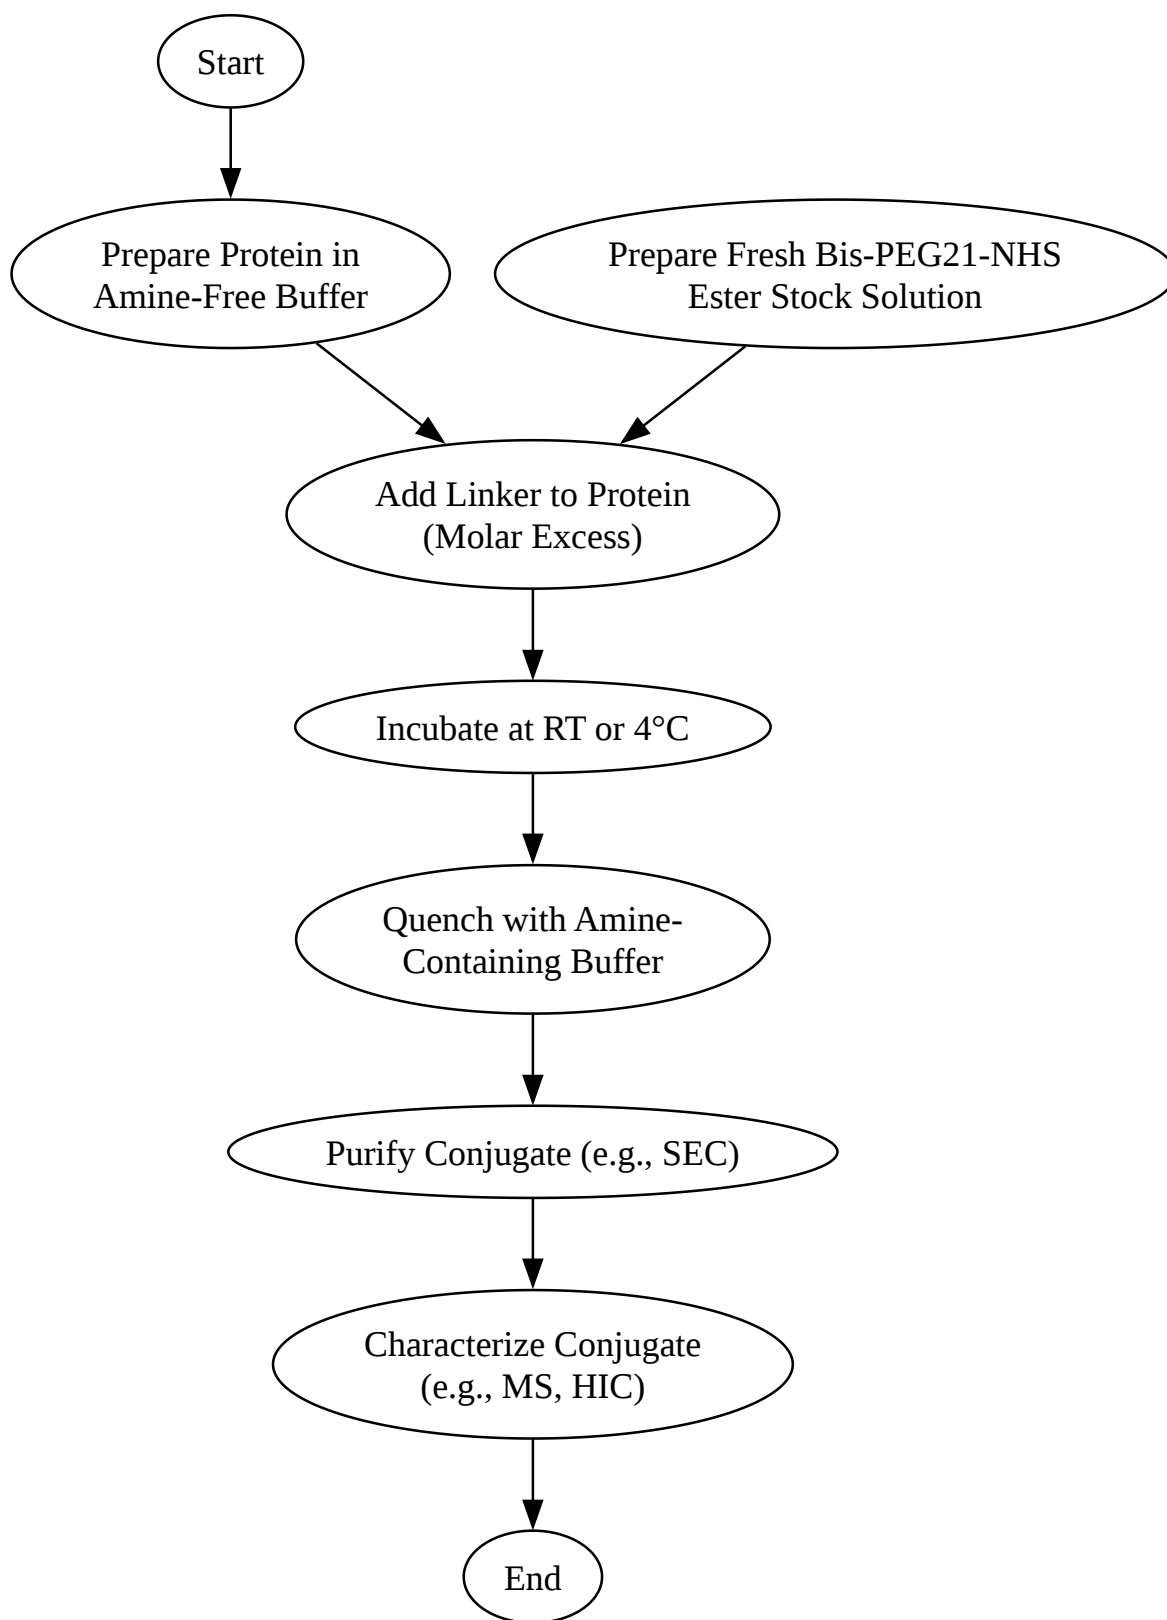 Start
Prepare Protein in
Amine-Free Buffer
Prepare Fresh Bis-PEG21-NHS
Ester Stock Solution
Add Linker to Protein
(Molar Excess)
Incubate at RT or 4°C
Quench with Amine-
Containing Buffer
Purify Conjugate (e.g., SEC)
Characterize Conjugate
(e.g., MS, HIC)
End